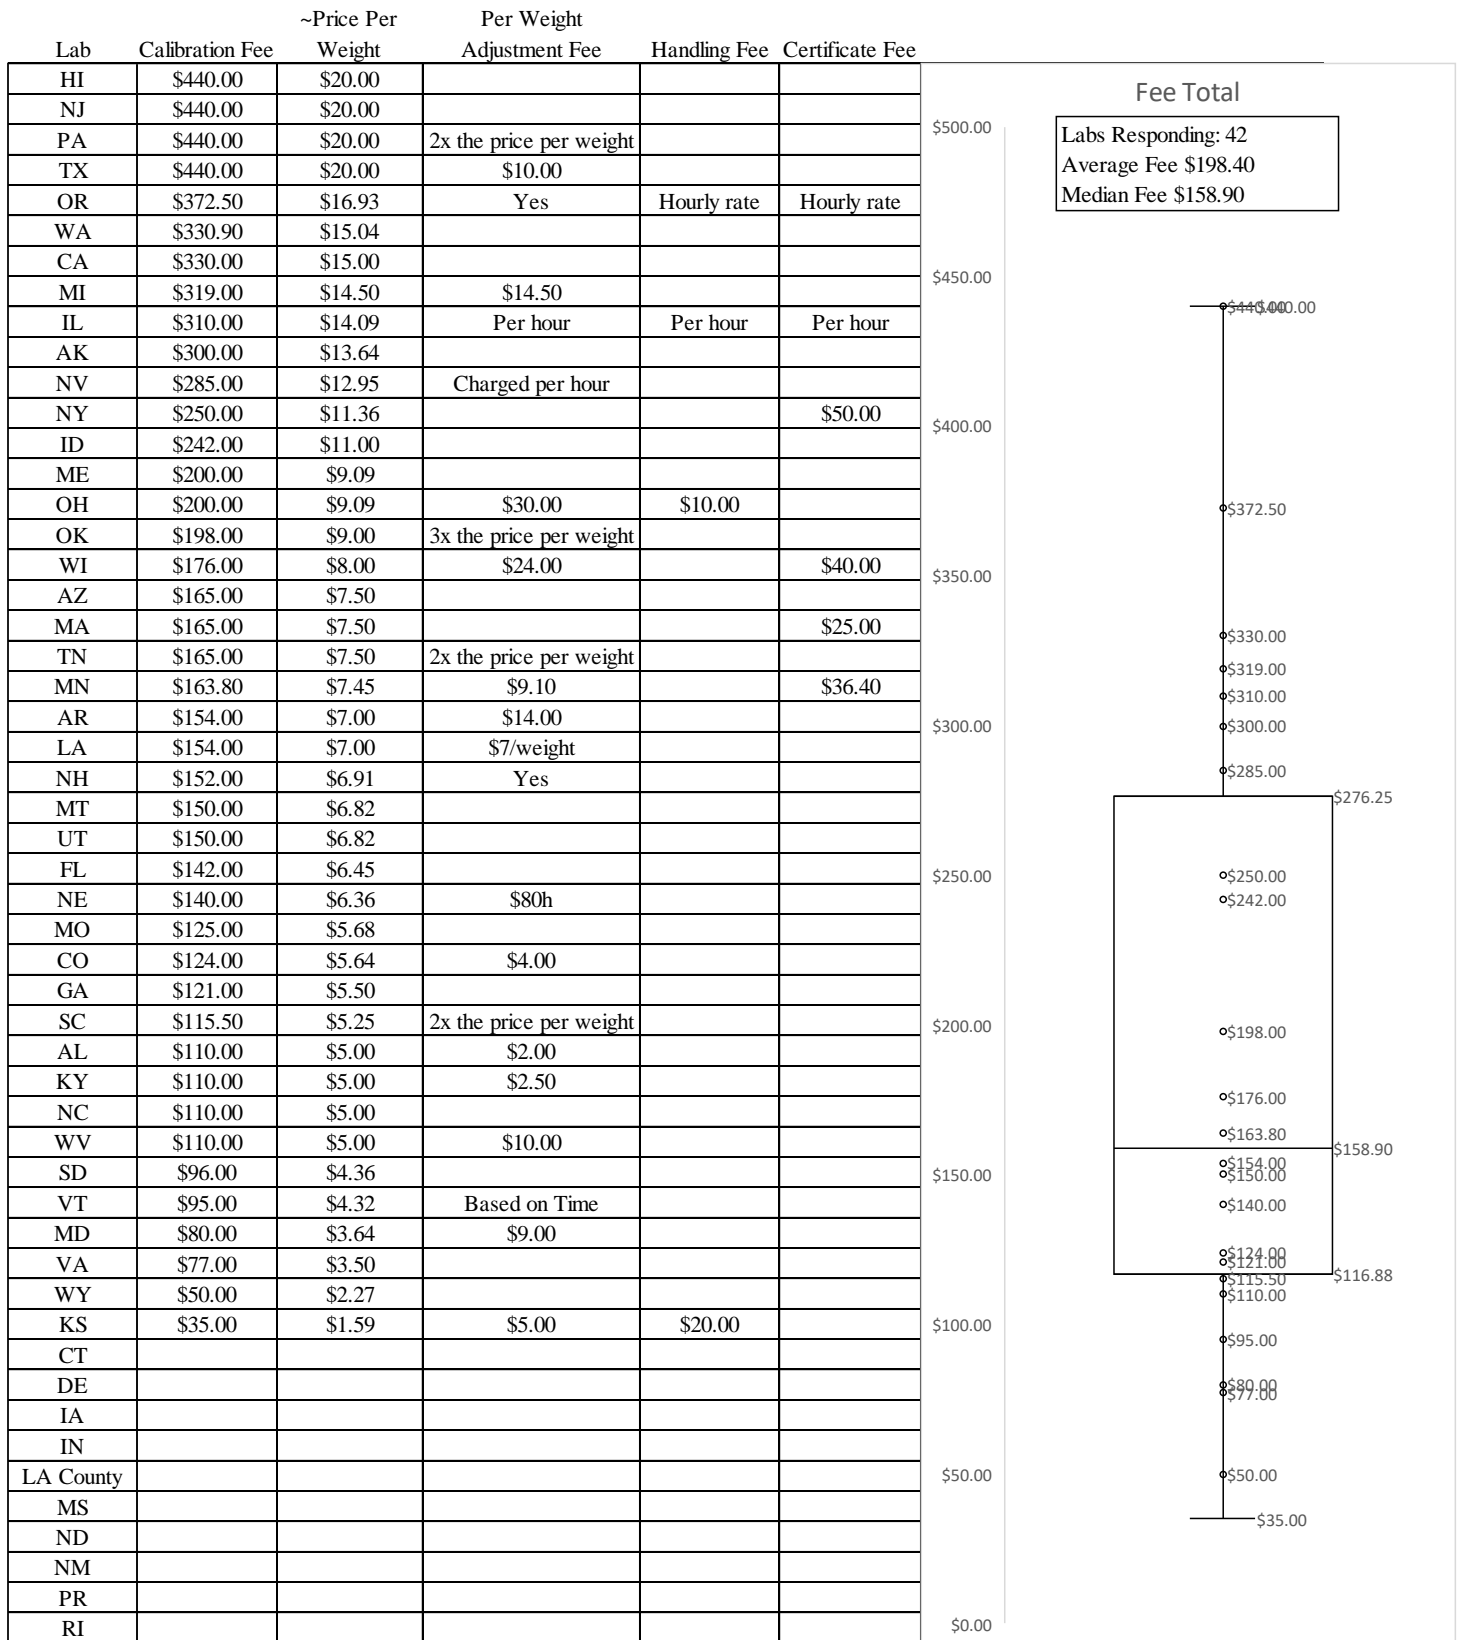 ~Price Per Per Weight
Lab Calibration Fee Weight Adjustment Fee Handling Fee Certificate Fee
HI $440.00 $20.00
NJ $440.00 $20.00
PA $440.00 $20.00 2x the price per weight
TX $440.00 $20.00 $10.00
OR $372.50 $16.93 Yes Hourly rate Hourly rate
WA $330.90 $15.04
CA $330.00 $15.00
MI $319.00 $14.50 $14.50
IL $310.00 $14.09 Per hour Per hour Per hour
AK $300.00 $13.64
NV $285.00 $12.95 Charged per hour
NY $250.00 $11.36 $50.00
ID $242.00 $11.00
ME $200.00 $9.09
OH $200.00 $9.09 $30.00 $10.00
OK $198.00 $9.00 3x the price per weight
WI $176.00 $8.00 $24.00 $40.00
AZ $165.00 $7.50
MA $165.00 $7.50 $25.00
TN $165.00 $7.50 2x the price per weight
MN $163.80 $7.45 $9.10 $36.40
AR $154.00 $7.00 $14.00
LA $154.00 $7.00 $7/weight
NH $152.00 $6.91 Yes
MT $150.00 $6.82
UT $150.00 $6.82
FL $142.00 $6.45
NE $140.00 $6.36 $80h
MO $125.00 $5.68
CO $124.00 $5.64 $4.00
GA $121.00 $5.50
SC $115.50 $5.25 2x the price per weight
AL $110.00 $5.00 $2.00
KY $110.00 $5.00 $2.50
NC $110.00 $5.00
WV $110.00 $5.00 $10.00
SD $96.00 $4.36
VT $95.00 $4.32 Based on Time
MD $80.00 $3.64 $9.00
VA $77.00 $3.50
WY $50.00 $2.27
KS $35.00 $1.59 $5.00 $20.00
CT
DE
IA
IN
LA County
MS
ND
NM
PR
RI
Fee Total
Labs Responding: 42
Average Fee $198.40
Median Fee $158.90
$500.00
$450.00
$400.00
$350.00
$300.00
$250.00
$200.00
$150.00
$100.00
$50.00
$0.00
$440.00
$440.00
$372.50
$330.00
$319.00
$310.00
$300.00
$285.00
$276.25
$250.00
$242.00
$198.00
$176.00
$163.80
$158.90
$154.00
$150.00
$140.00
$124.00
$121.00
$116.88
$115.50
$110.00
$95.00
$80.00
$77.00
$50.00
$35.00